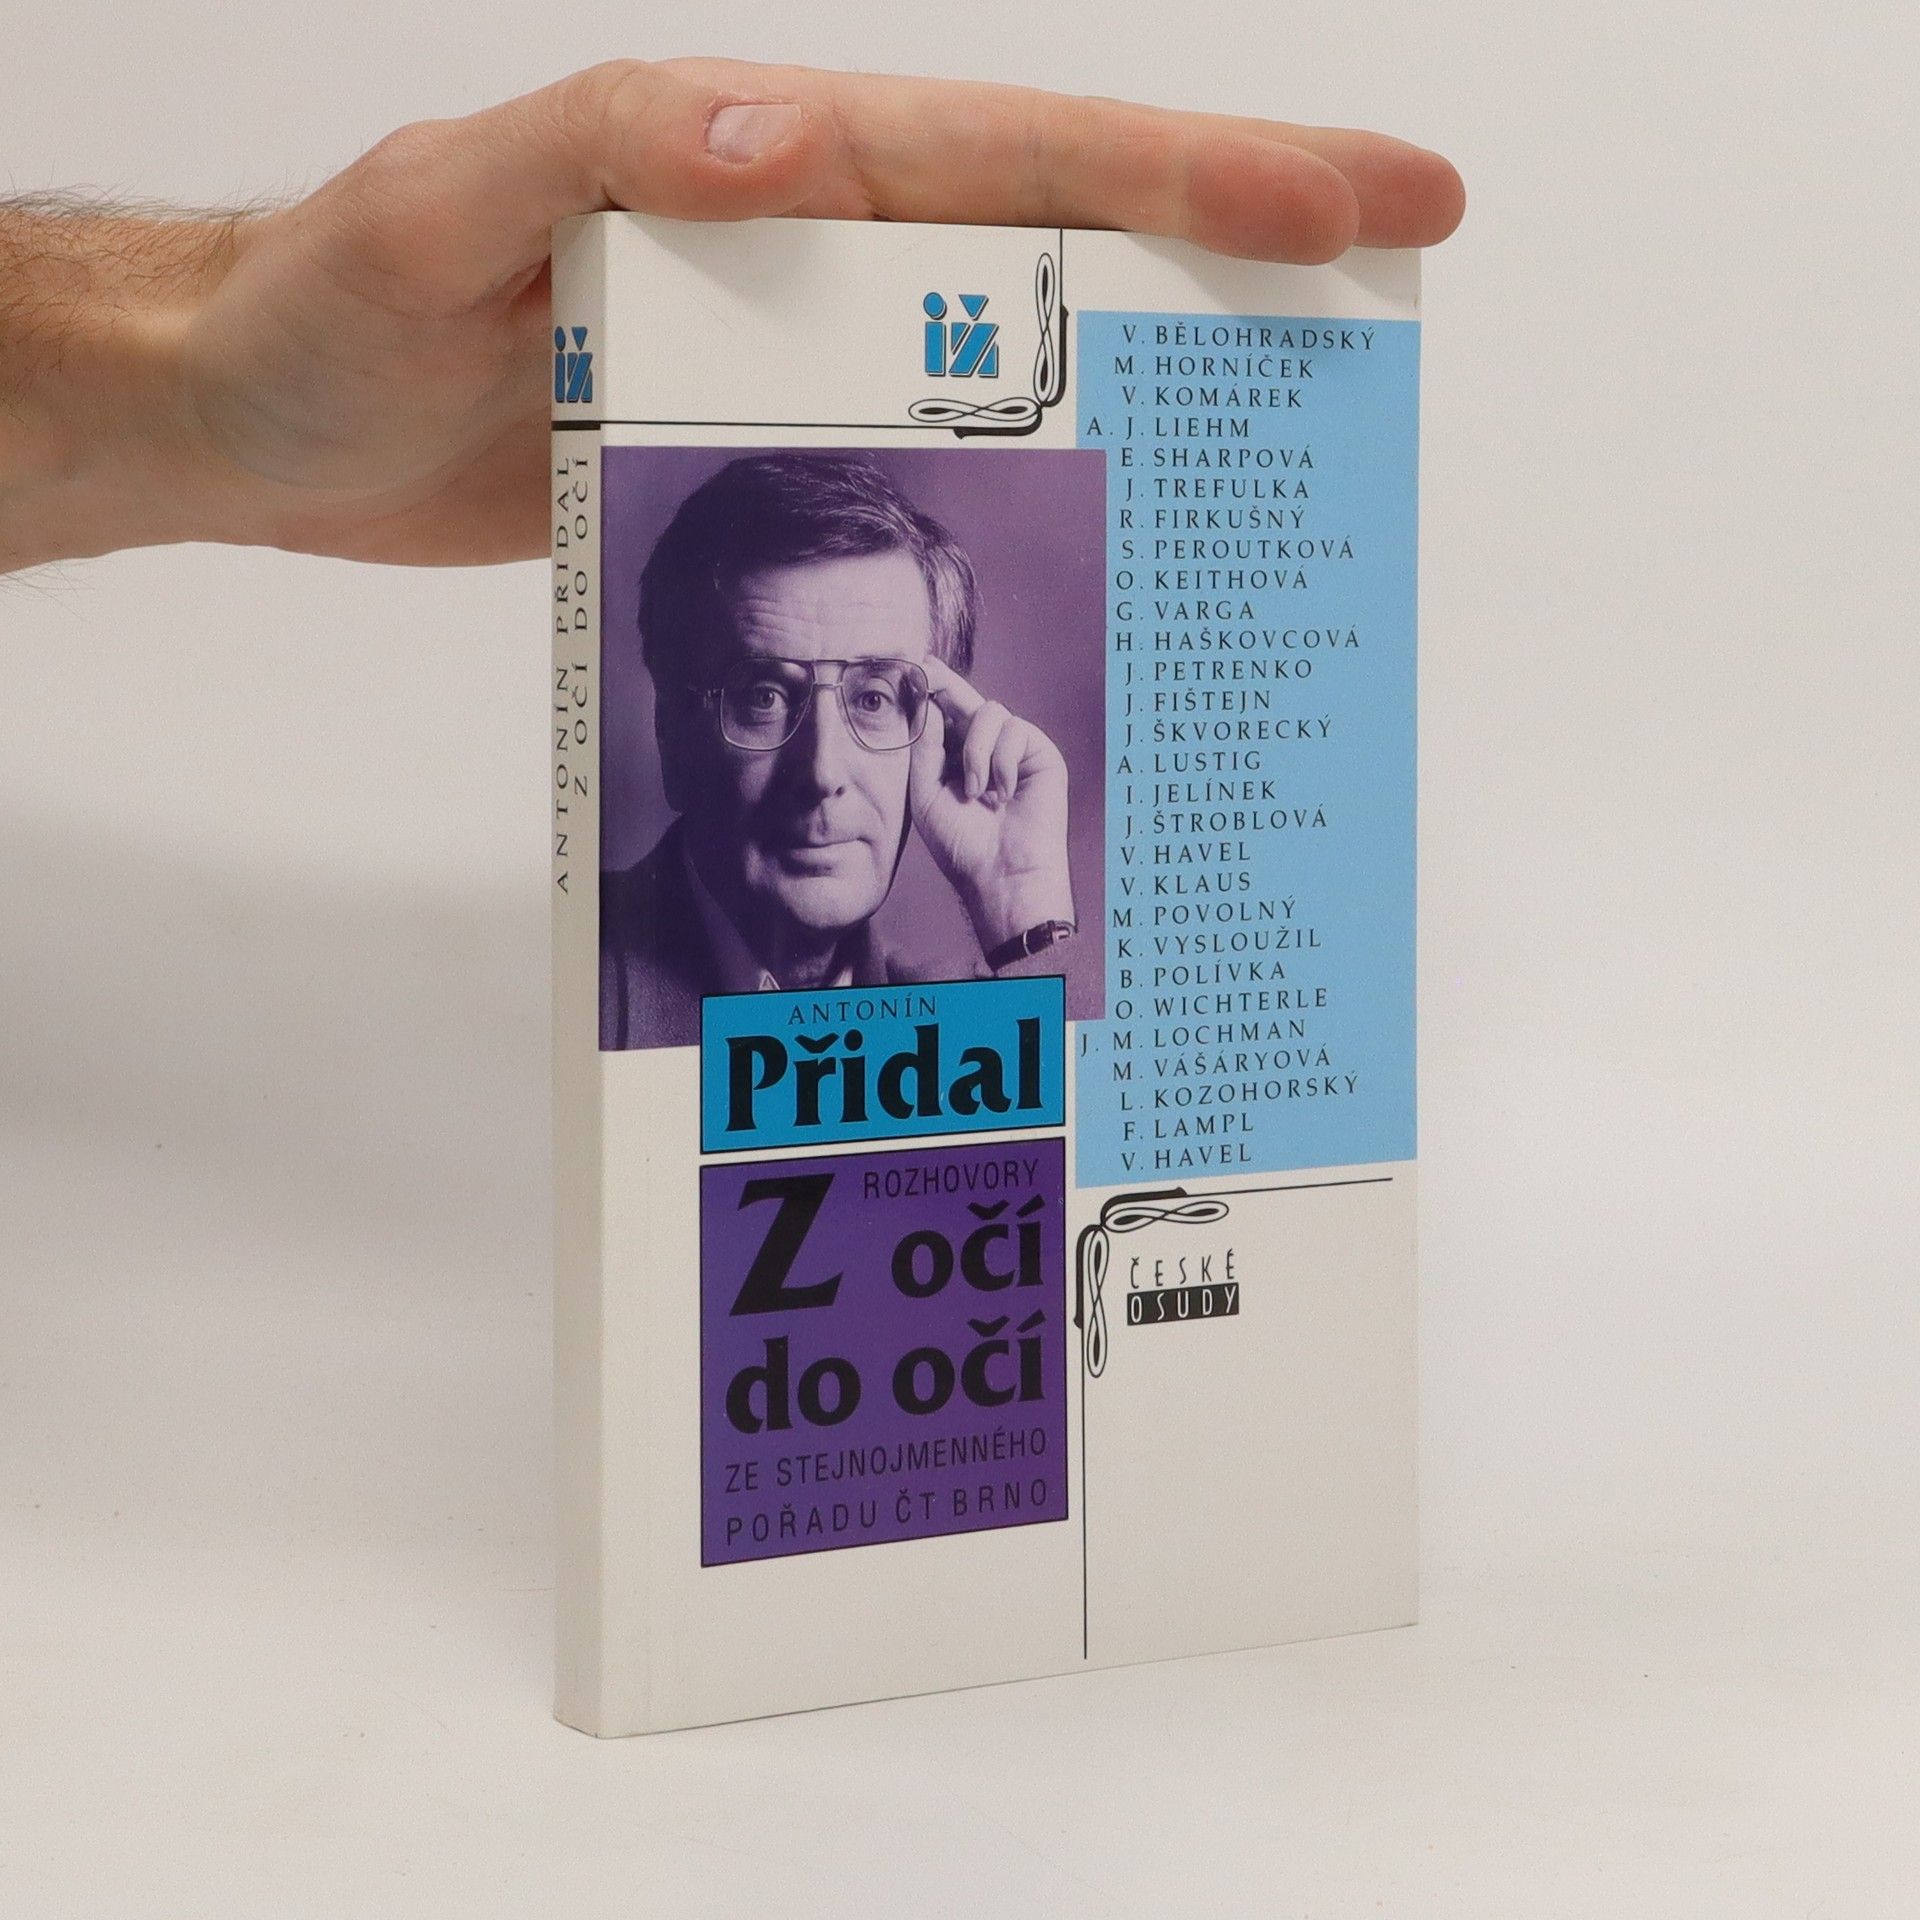 ANTONÍN PŘIDAL
Z OČÍ DO OČÍ
iž
iž
V. BĚLOHRADSKÝ
M. HORNÍČEK
V. KOMÁREK
A. J. LIEHM
E. SHARPOVÁ
J. TREFULKA
R. FIRKUŠNÝ
S. PEROUTKOVÁ
O. KEITHOVÁ
G. VARGA
H. HAŠKOVCOVÁ
J. PETRENKO
J. FIŠTEJN
J. ŠKVORECKÝ
A. LUSTIG
I. JELÍNEK
J. ŠTROBLOVÁ
V. HAVEL
V. KLAUS
M. POVOLNÝ
K. VYSLOUŽIL
B. POLÍVKA
O. WICHTERLE
J. M. LOCHMAN
M. VÁŠÁRYOVÁ
L. KOZOHORSKÝ
F. LAMPL
V. HAVEL
ANTONÍN
Přidal
ROZHOVORY
Z očí
do očí
ZE STEJNOJMENNÉHO
POŘADU ČT BRNO
ČESKÉ
OSUDY